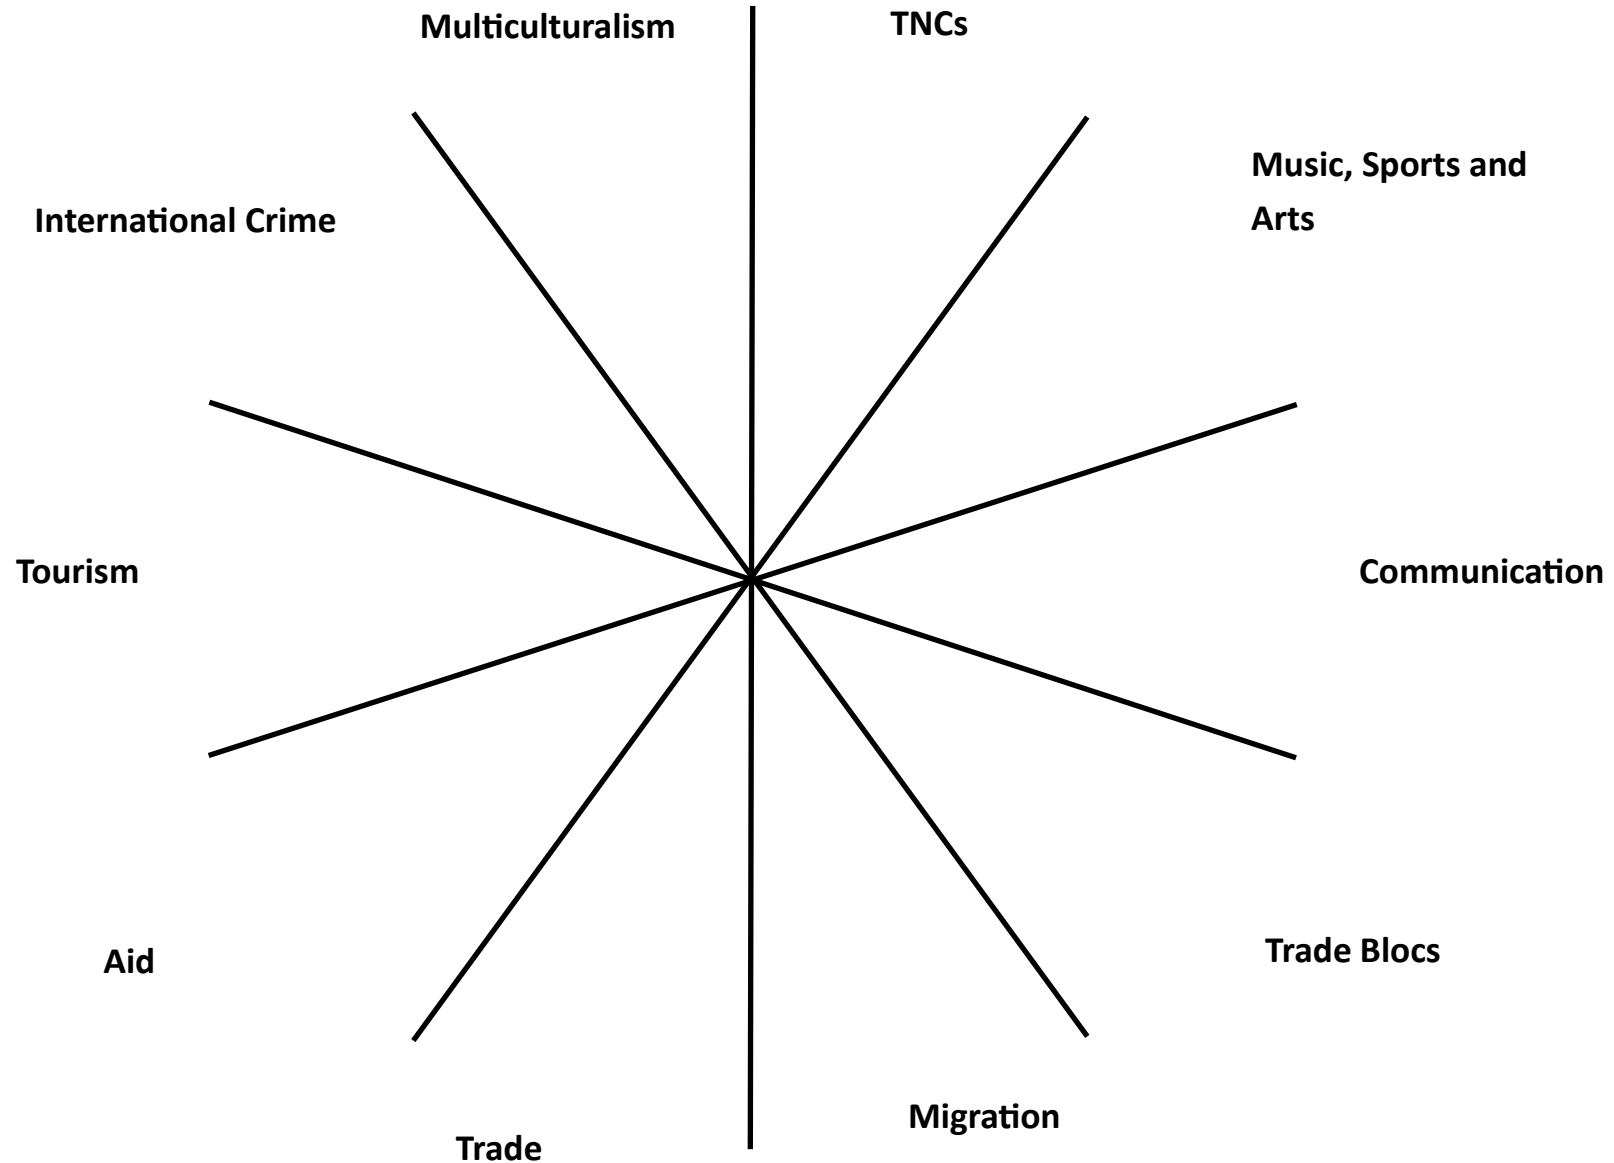 Multiculturalism
TNCs
Music, Sports and
Arts
International Crime
Tourism
Communication
Aid
Trade Blocs
Migration
Trade